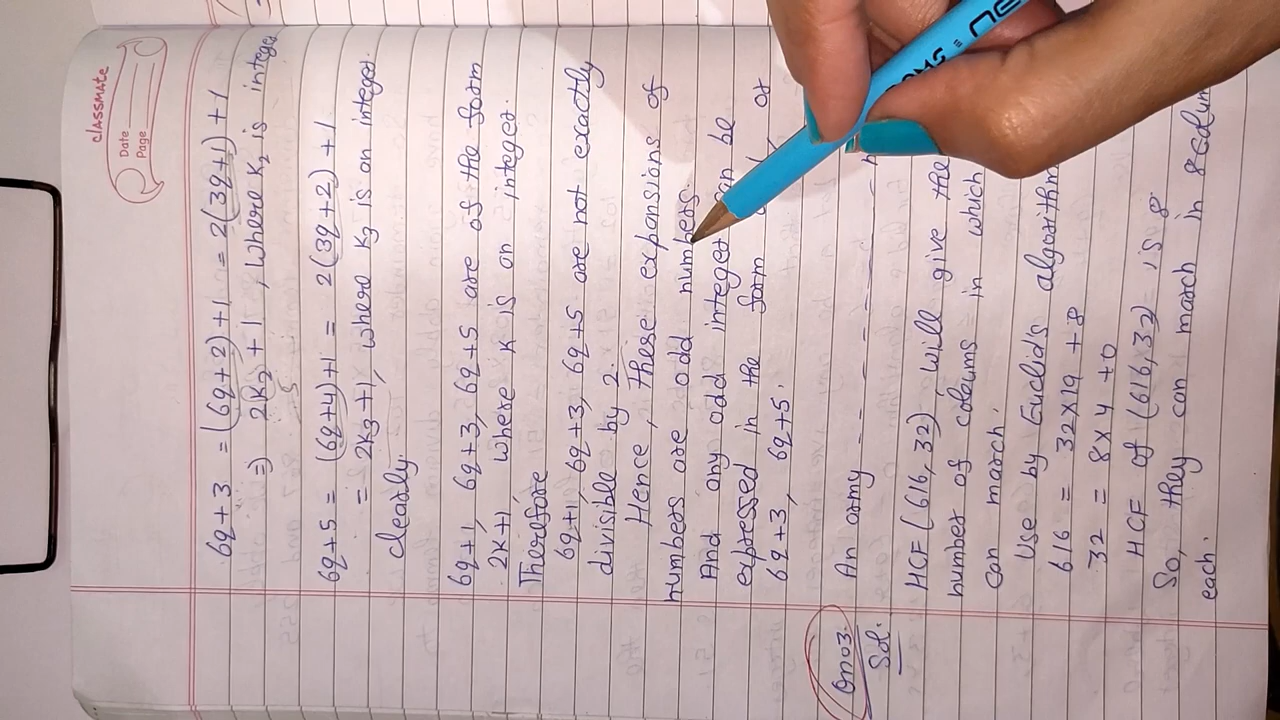 classmate
Date
Page
6q+3 = (6q+2)+1 = 2(3q+1)+1
=) 2K2+1, where K2 is integer
6q+5 = (6q+4)+1 = 2(3q+2)+1
= 2K3+1, where K3 is an integer.
clearly.
6q+1, 6q+3, 6q+5 are of the form
2K+1, where K is an integer.
Therefore
6q+1, 6q+3, 6q+5 are not exactly
divisible by 2.
Hence, these expansions of
numbers are odd numbers.
And any odd integer can be
expressed in the form or
6q+3, 6q+5.
Qno3. An army
Sol:
HCF(616,32) will give the
number of coloums in which
can march.
Use by Euclid's algorithm
616 = 32×19+8
32 = 8×4+0
HCF of (616,32) is 8
So, they can march in 8 colum
each.